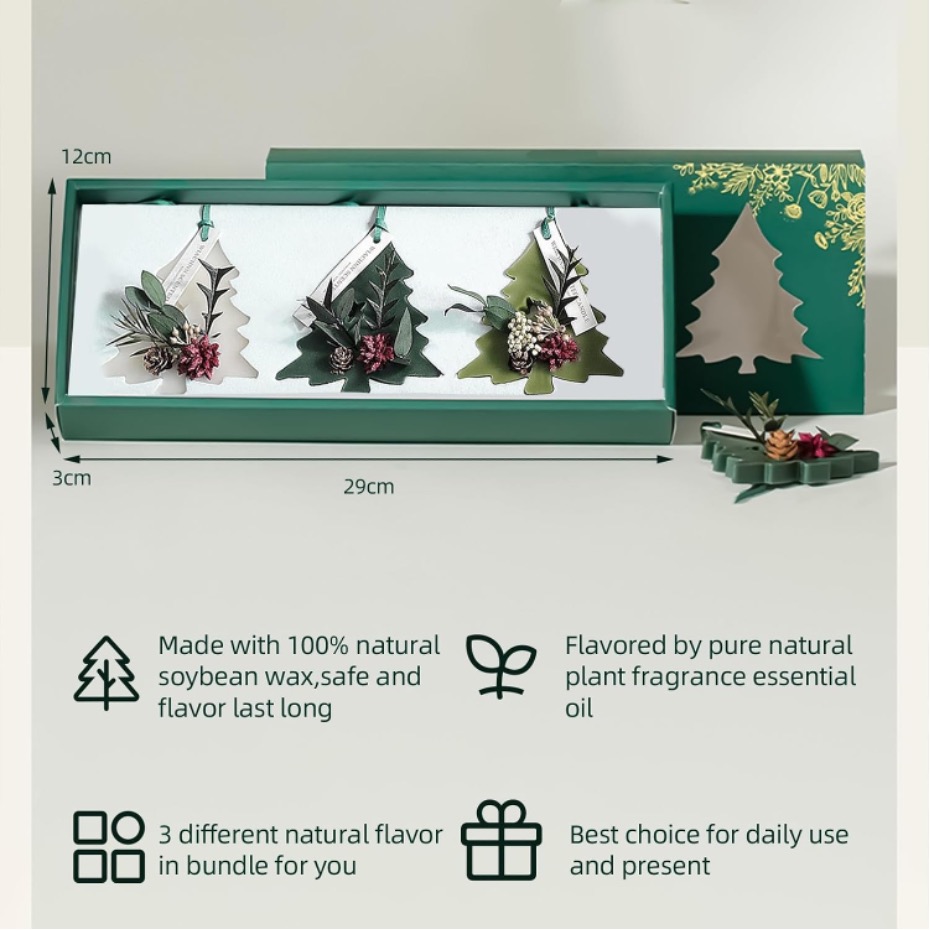 12cm
3cm
29cm
Made with 100% natural
soybean wax,safe and
flavor last long
Flavored by pure natural
plant fragrance essential
oil
3 different natural flavor
in bundle for you
Best choice for daily use
and present